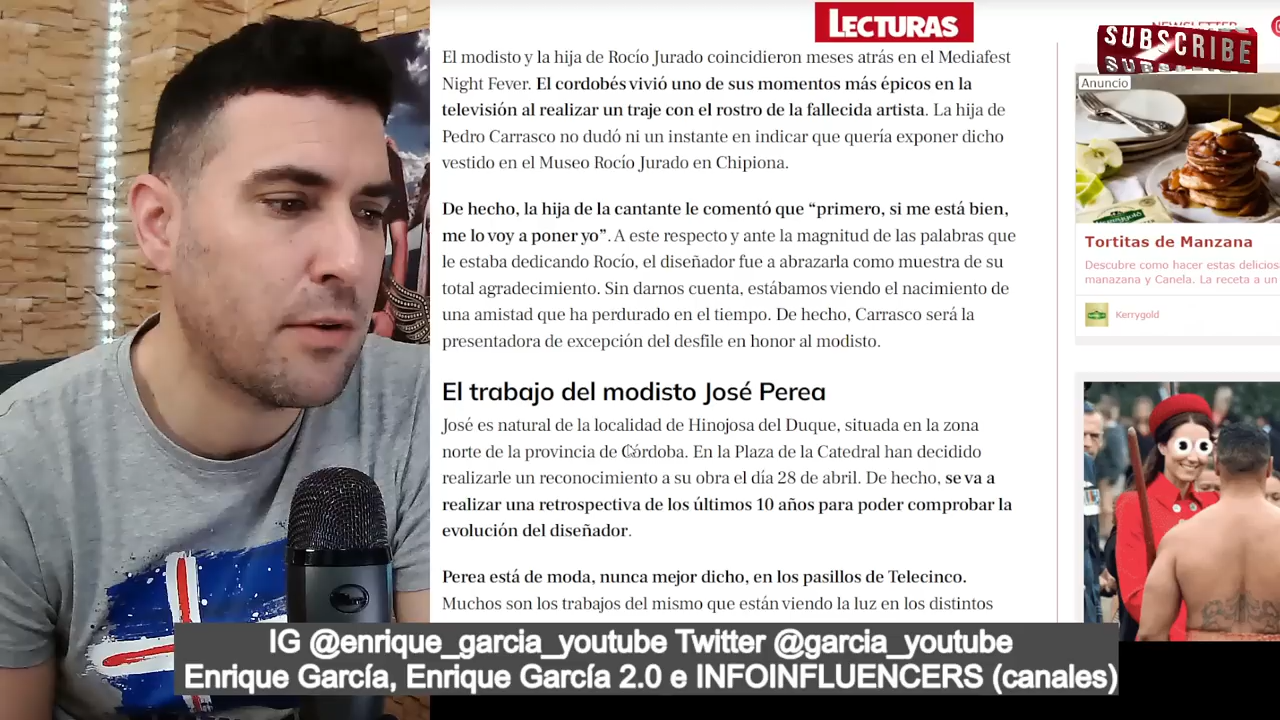 LECTURAS
El modisto y la hija de Rocío Jurado coincidieron meses atrás en el Mediafest
Night Fever. El cordobés vivió uno de sus momentos más épicos en la
televisión al realizar un traje con el rostro de la fallecida artista. La hija de
Pedro Carrasco no dudó ni un instante en indicar que quería exponer dicho
vestido en el Museo Rocío Jurado en Chipiona.
De hecho, la hija de la cantante le comentó que “primero, si me está bien,
me lo voy a poner yo”. A este respecto y ante la magnitud de las palabras que
le estaba dedicando Rocío, el diseñador fue a abrazarla como muestra de su
total agradecimiento. Sin darnos cuenta, estábamos viendo el nacimiento de
una amistad que ha perdurado en el tiempo. De hecho, Carrasco será la
presentadora de excepción del desfile en honor al modisto.
El trabajo del modisto José Perea
José es natural de la localidad de Hinojosa del Duque, situada en la zona
norte de la provincia de Córdoba. En la Plaza de la Catedral han decidido
realizarle un reconocimiento a su obra el día 28 de abril. De hecho, se va a
realizar una retrospectiva de los últimos 10 años para poder comprobar la
evolución del diseñador.
Perea está de moda, nunca mejor dicho, en los pasillos de Telecinco.
Muchos son los trabajos del mismo que están viendo la luz en los distintos
NEWSLETTER
SUBSCRIBE
Anuncio
Tortitas de Manzana
Descubre como hacer estas deliciosa
manazana y Canela. La receta a un
Kerrygold
IG @enrique_garcia_youtube Twitter @garcia_youtube
Enrique García, Enrique García 2.0 e INFOINFLUENCERS (canales)